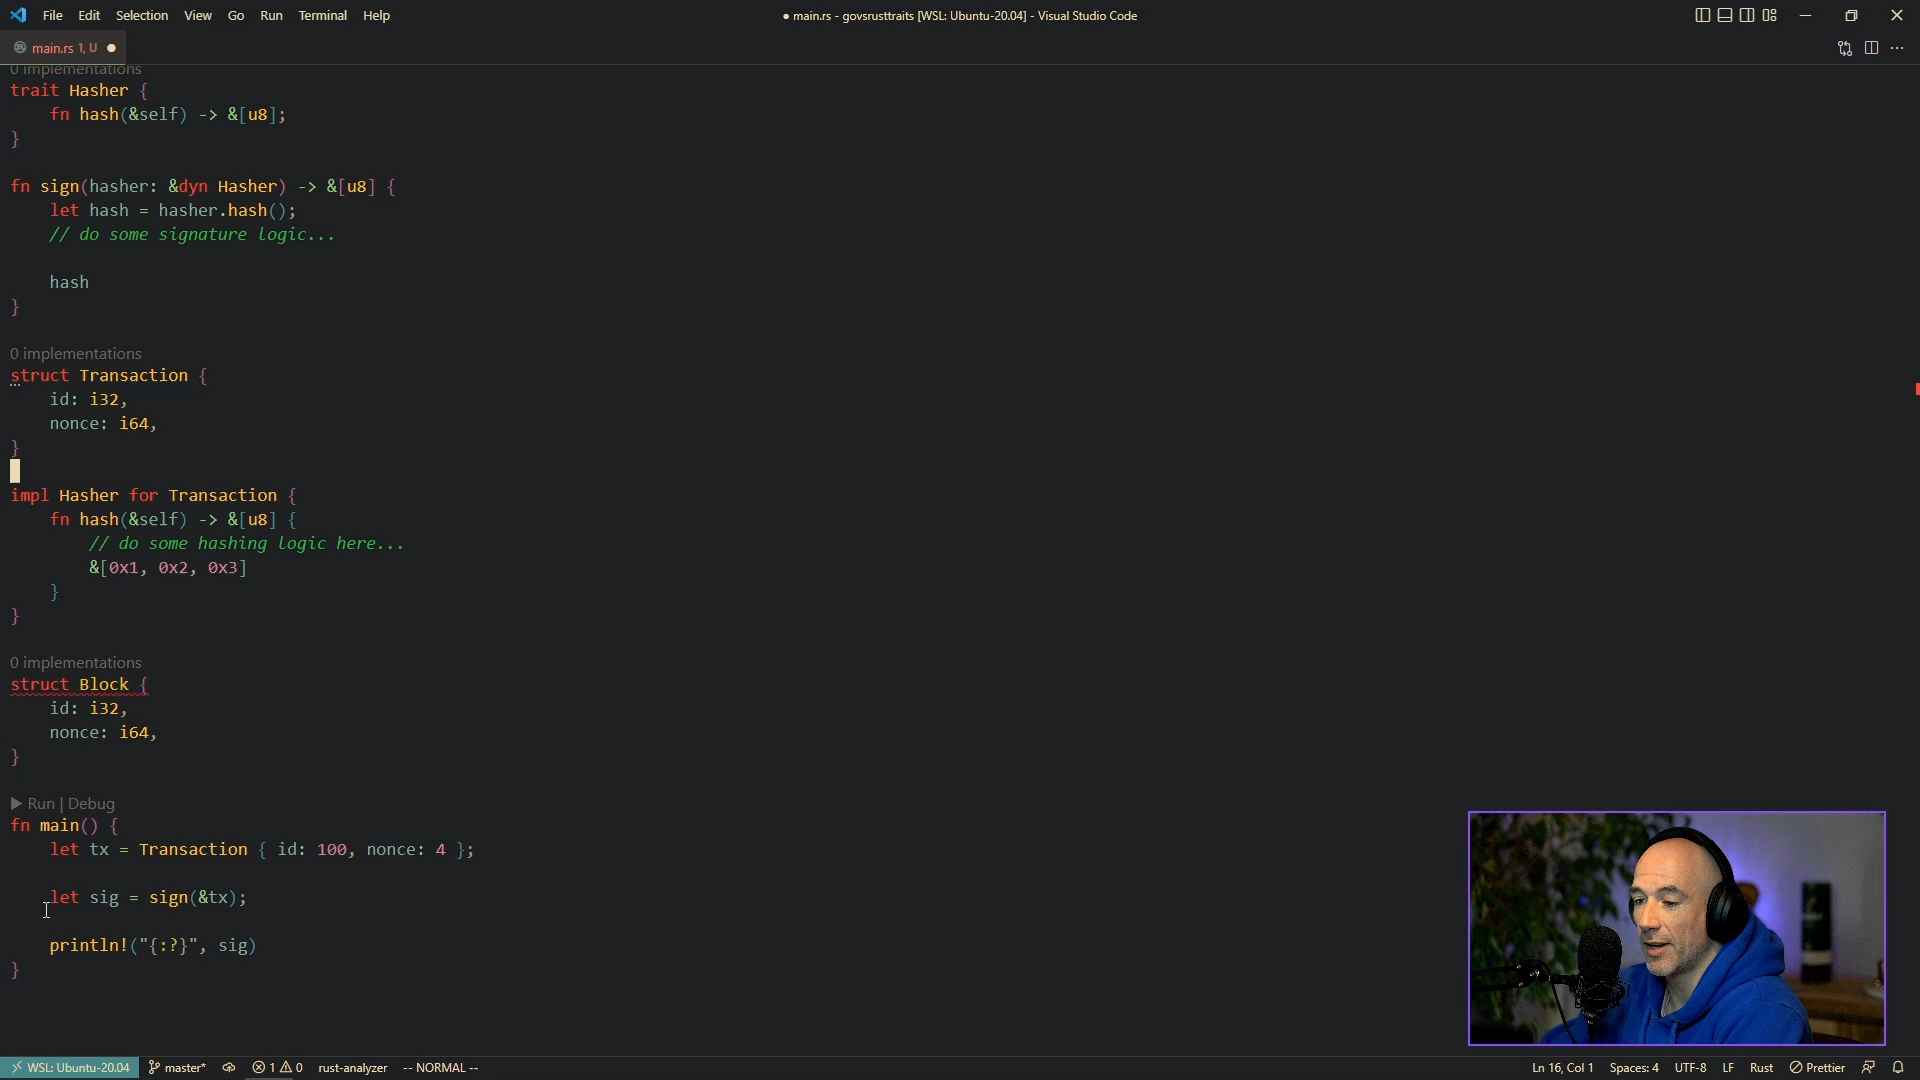 File Edit Selection View Go Run Terminal Help
● main.rs - govsrusttraits [WSL: Ubuntu-20.04] - Visual Studio Code
main.rs 1, U ●
0 implementations
trait Hasher {
    fn hash(&self) -> &[u8];
}
fn sign(hasher: &dyn Hasher) -> &[u8] {
    let hash = hasher.hash();
    // do some signature logic...
    hash
}
0 implementations
struct Transaction {
    id: i32,
    nonce: i64,
}
impl Hasher for Transaction {
    fn hash(&self) -> &[u8] {
        // do some hashing logic here...
        &[0x1, 0x2, 0x3]
    }
}
0 implementations
struct Block {
    id: i32,
    nonce: i64,
}
▶ Run | Debug
fn main() {
    let tx = Transaction { id: 100, nonce: 4 };
    let sig = sign(&tx);
    println!("{:?}", sig)
}
WSL: Ubuntu-20.04 master* 1 0 rust-analyzer -- NORMAL -- Ln 16, Col 1 Spaces: 4 UTF-8 LF Rust Prettier